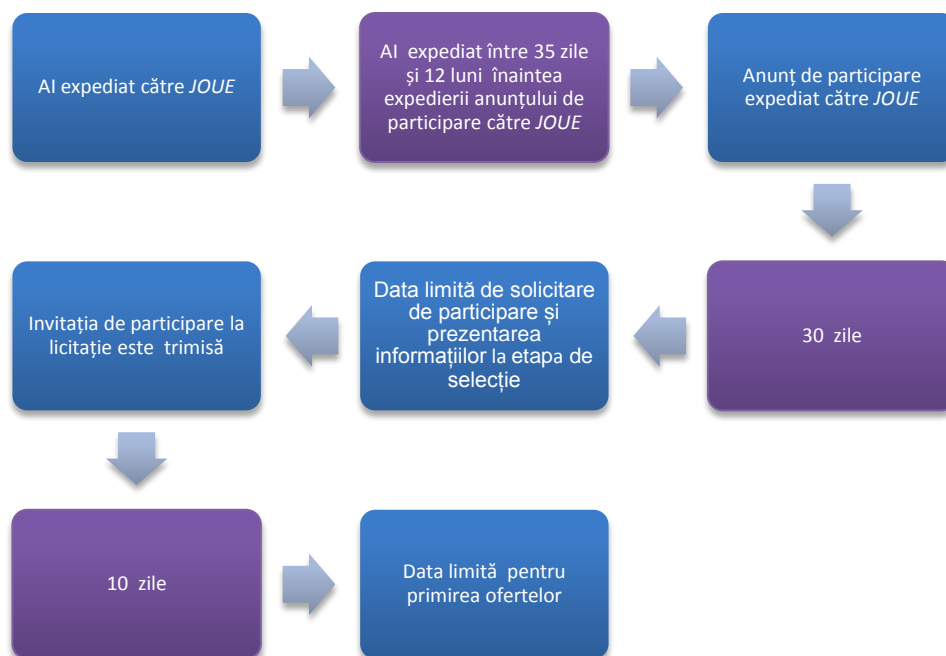 AI expediat către JOUE
AI expediat între 35 zile
și 12 luni înaintea
expedierii anunțului de
participare către JOUE
Anunț de participare
expediat către JOUE
30 zile
Data limită de solicitare
de participare și
prezentarea
informațiilor la etapa de
selecție
Invitația de participare la
licitație este trimisă
10 zile
Data limită pentru
primirea ofertelor